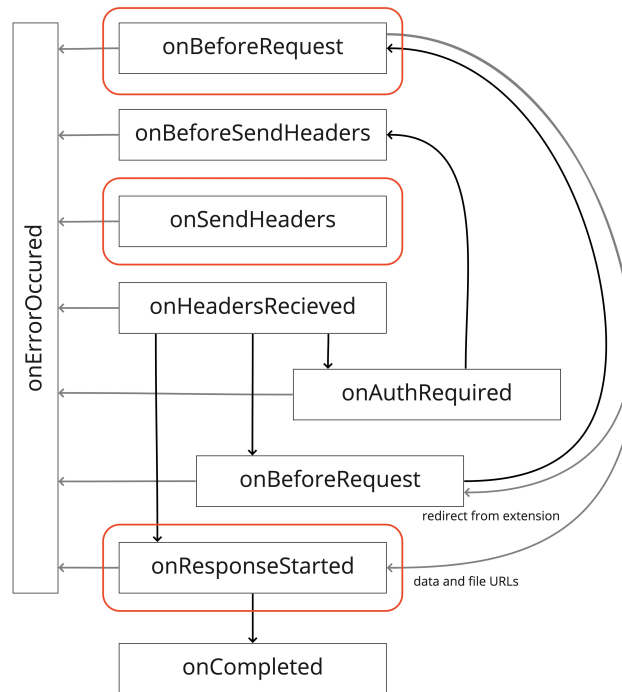 onBeforeRequest
onBeforeSendHeaders
onSendHeaders
onErrorOccured
onHeadersRecieved
onAuthRequired
onBeforeRequest
redirect from extension
onResponseStarted
data and file URLs
onCompleted